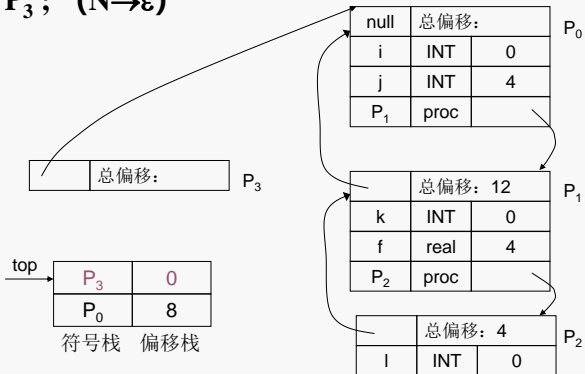 P₃ ; (N→ε)
null 总偏移： P₀
i INT 0
j INT 4
P₁ proc
总偏移： P₃
总偏移：12 P₁
k INT 0
f real 4
P₂ proc
top
P₃ 0
P₀ 8
符号栈 偏移栈
总偏移：4 P₂
l INT 0